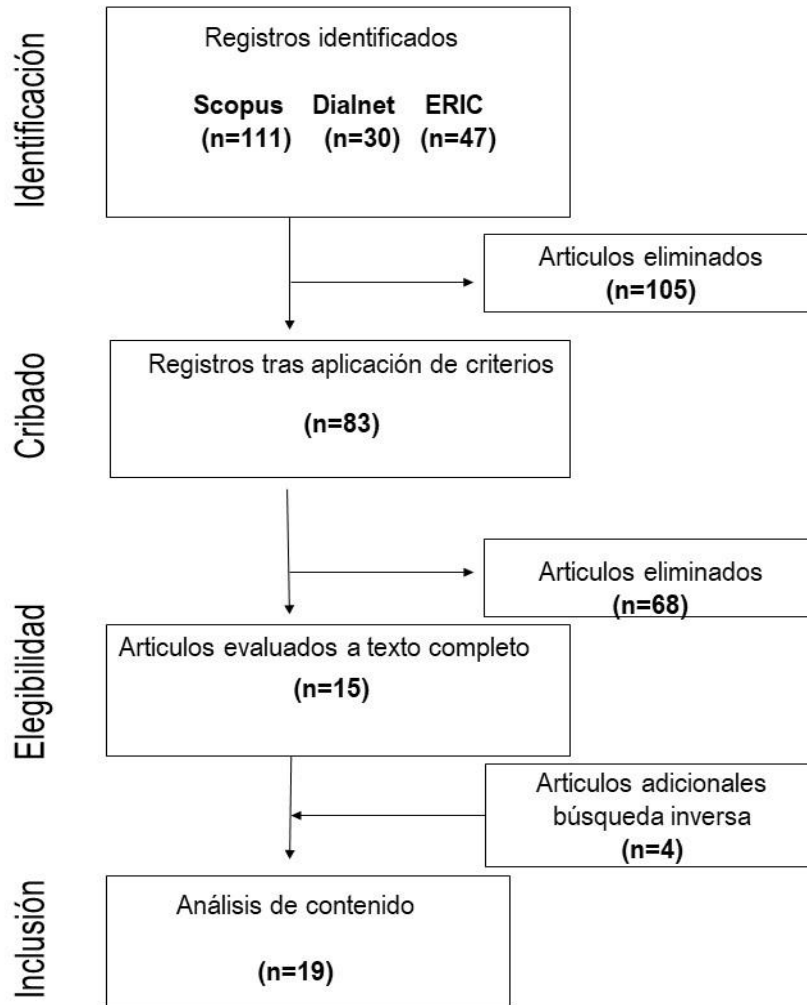 Identificación
Registros identificados
Scopus Dialnet ERIC
(n=111) (n=30) (n=47)
Articulos eliminados
(n=105)
Cribado
Registros tras aplicación de criterios
(n=83)
Articulos eliminados
(n=68)
Elegibilidad
Articulos evaluados a texto completo
(n=15)
Articulos adicionales
búsqueda inversa
(n=4)
Inclusión
Análisis de contenido
(n=19)